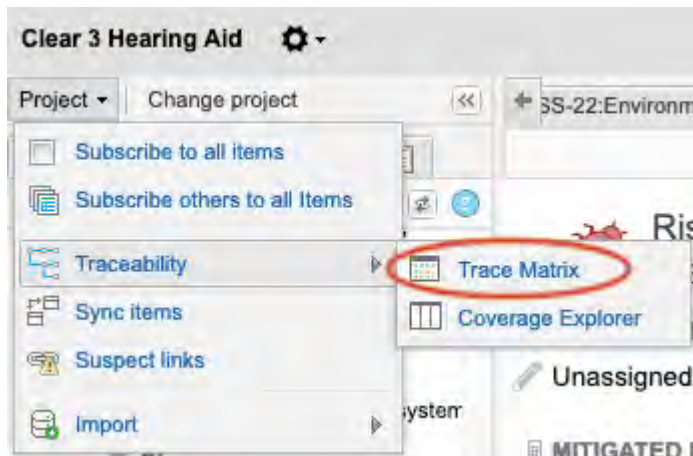 Clear 3 Hearing Aid
Project Change project
SS-22:Environm
Subscribe to all items
Subscribe others to all Items
Ris
Traceability
Trace Matrix
Sync items
Coverage Explorer
Suspect links
Unassigned
Import
system
MITIGATED